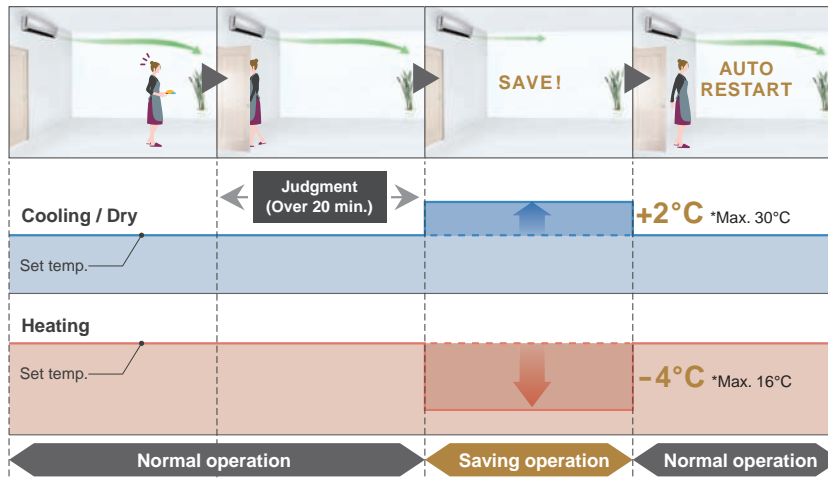 SAVE!
AUTO
RESTART
Judgment
(Over 20 min.)
Cooling / Dry
+2°C *Max. 30°C
Set temp.
Heating
Set temp.
−4°C *Max. 16°C
Normal operation
Saving operation
Normal operation